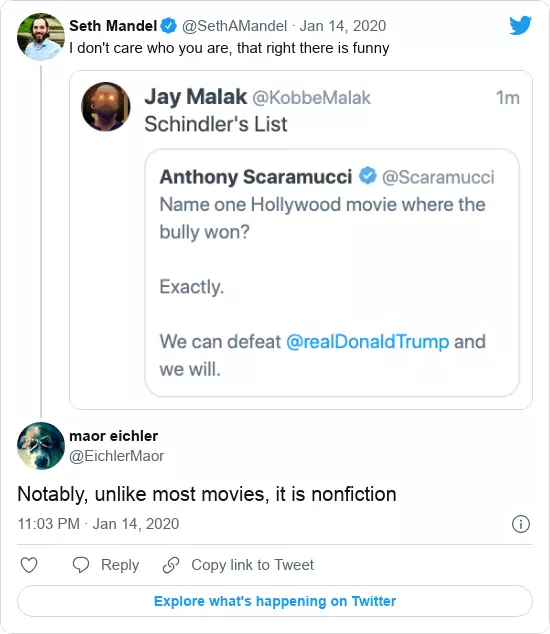 Seth Mandel @SethAMandel · Jan 14, 2020
I don't care who you are, that right there is funny
Jay Malak @KobbeMalak 1m
Schindler's List
Anthony Scaramucci @Scaramucci
Name one Hollywood movie where the
bully won?
Exactly.
We can defeat @realDonaldTrump and
we will.
maor eichler
@EichlerMaor
Notably, unlike most movies, it is nonfiction
11:03 PM · Jan 14, 2020
Reply Copy link to Tweet
Explore what's happening on Twitter